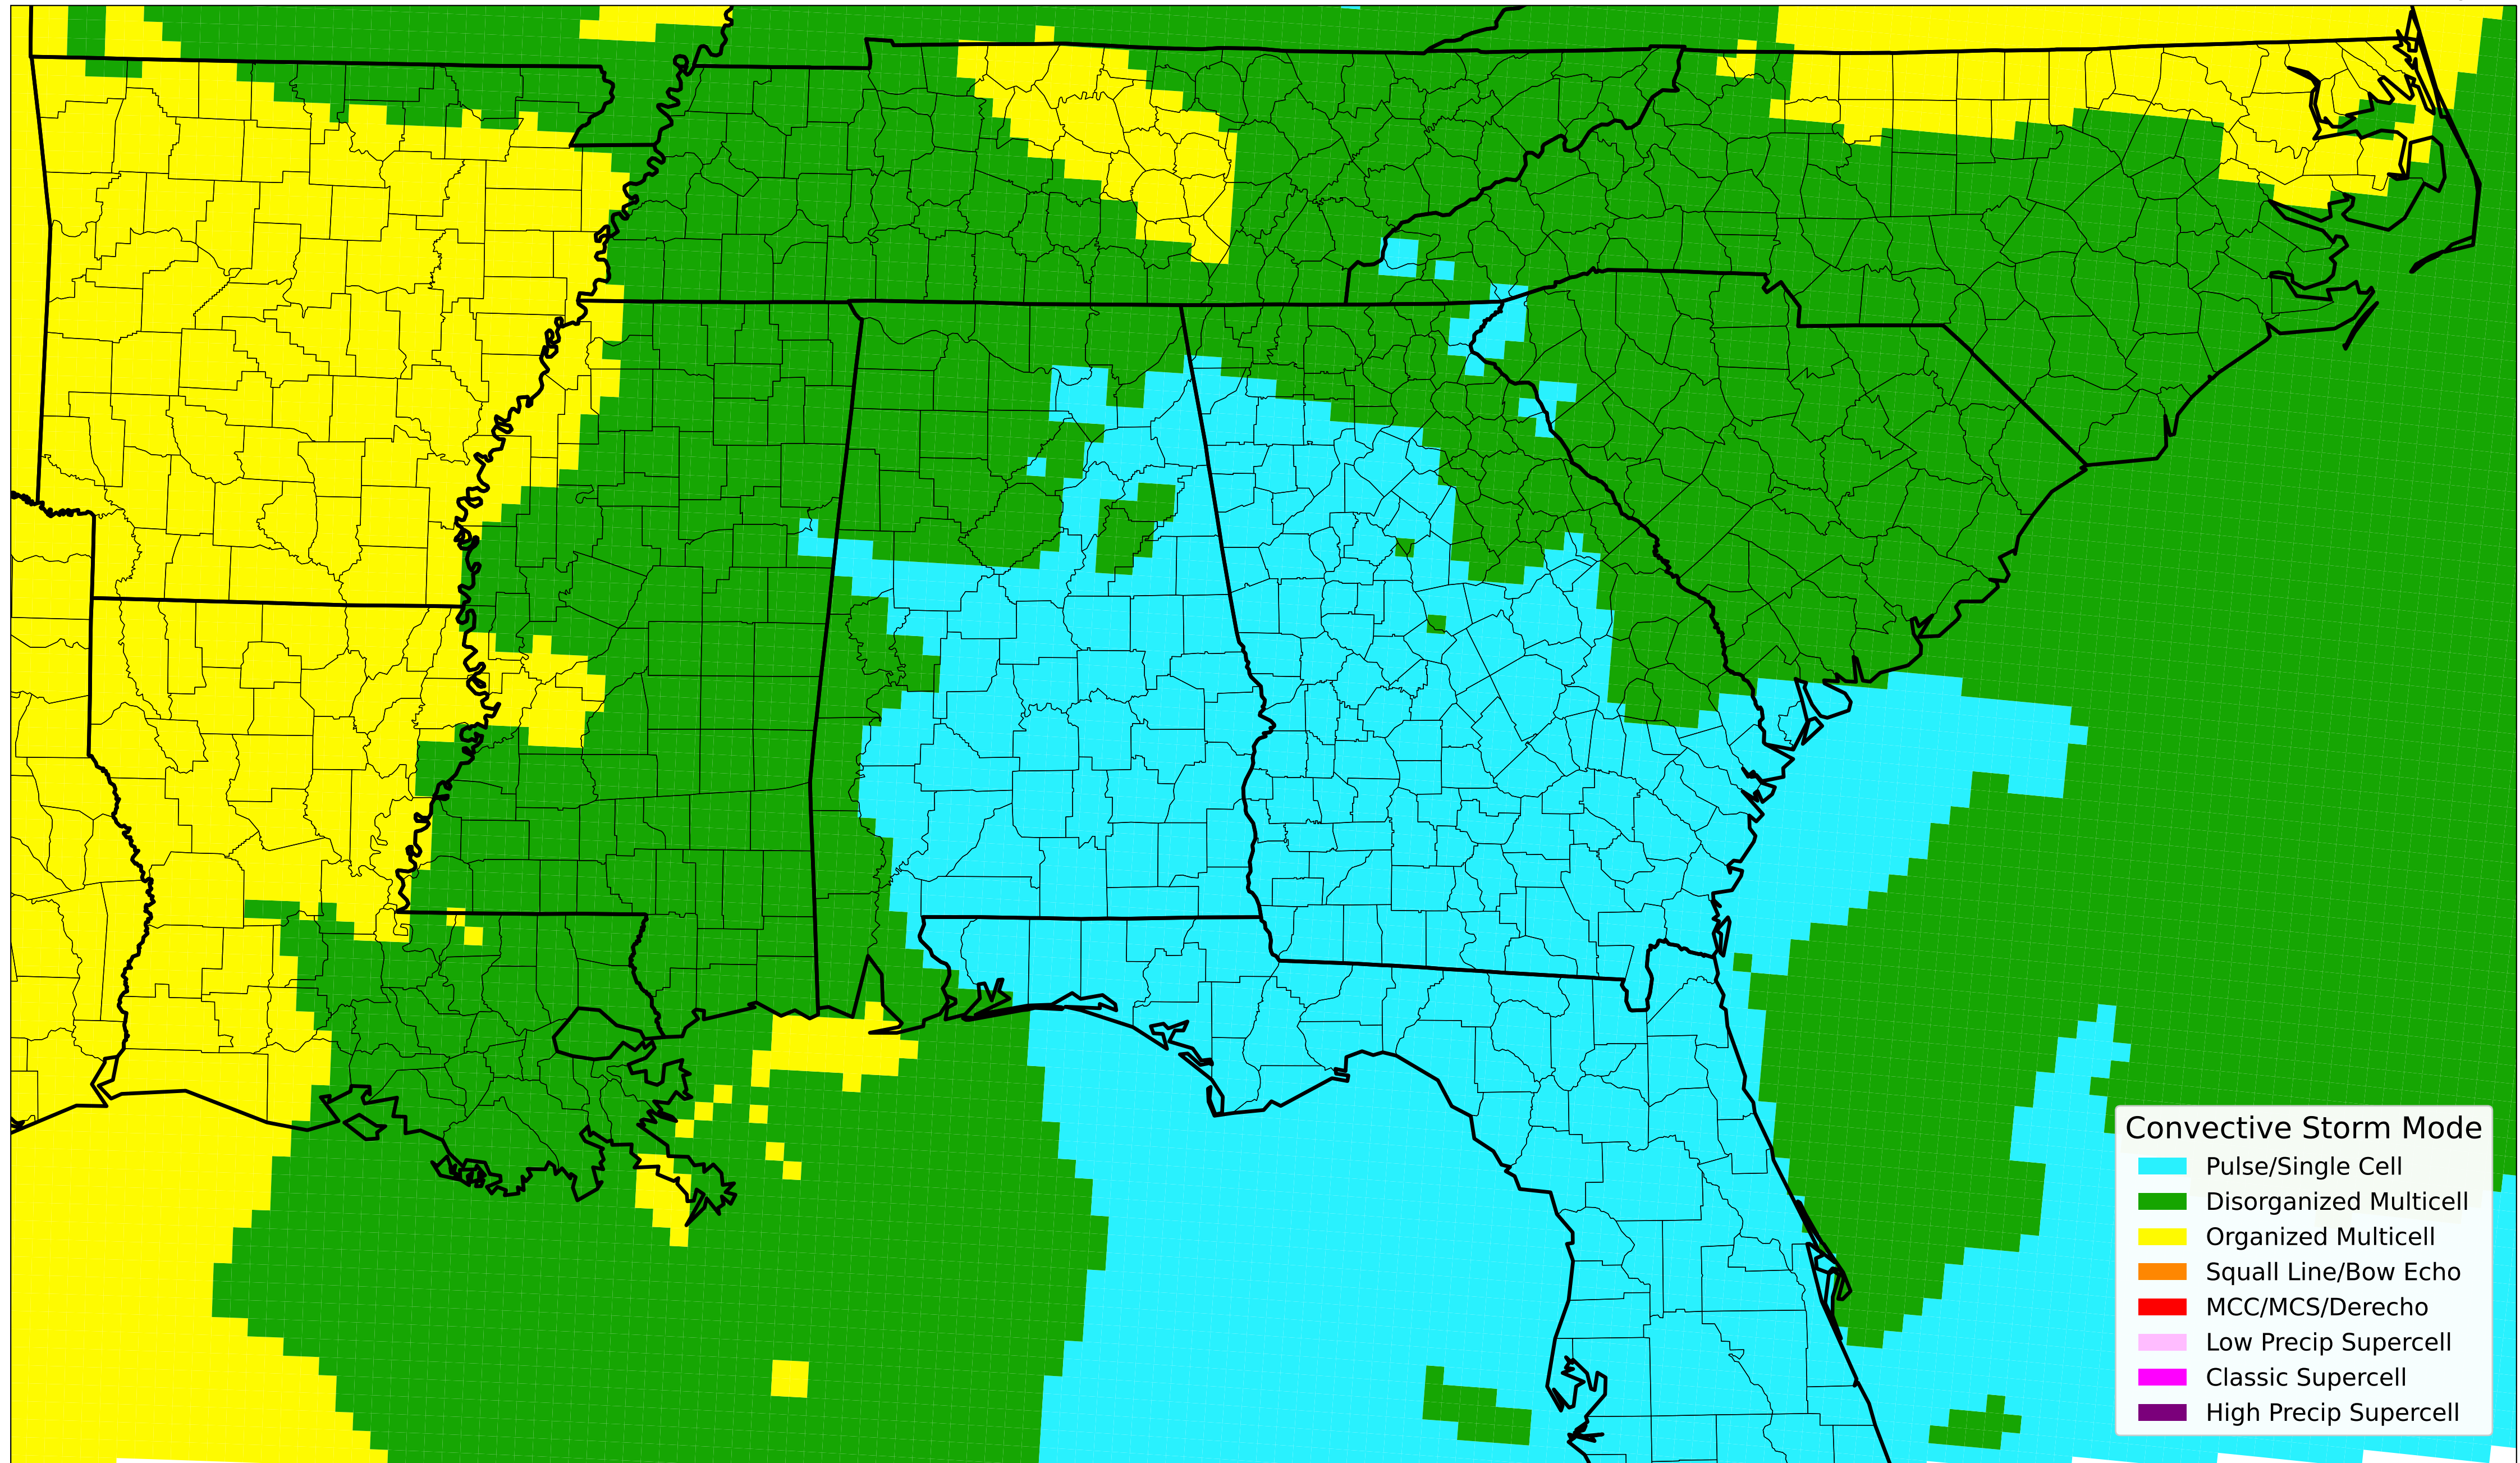 Convective Storm Mode
Pulse/Single Cell
Disorganized Multicell
Organized Multicell
Squall Line/Bow Echo
MCC/MCS/Derecho
Low Precip Supercell
Classic Supercell
High Precip Supercell